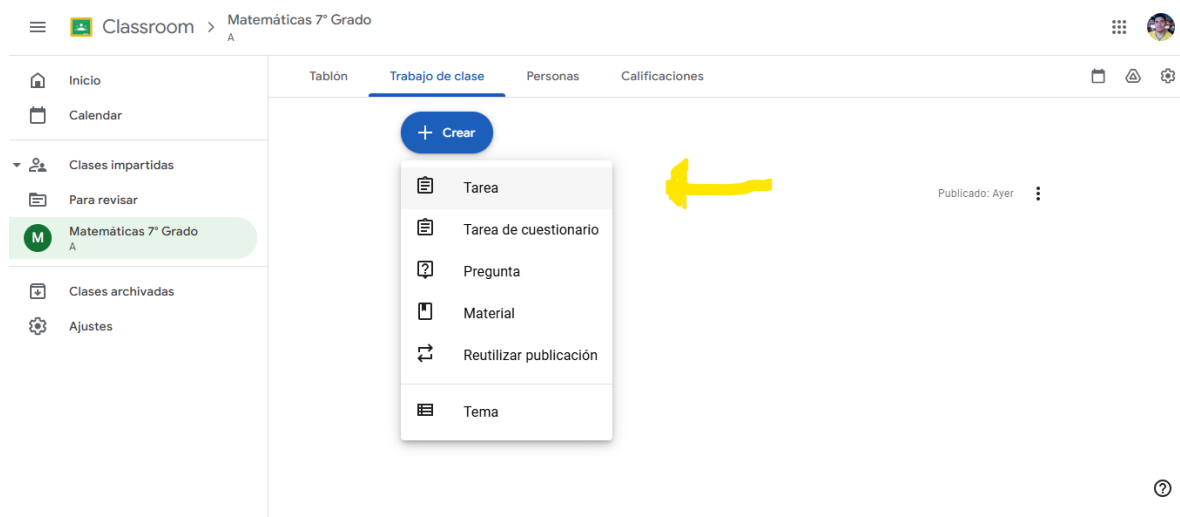 Classroom > Matemáticas 7° Grado
A
Inicio
Calendar
Clases impartidas
Para revisar
M Matemáticas 7° Grado
A
Clases archivadas
Ajustes
Tablón Trabajo de clase Personas Calificaciones
+ Crear
Tarea
Tarea de cuestionario
Pregunta
Material
Reutilizar publicación
Tema
Publicado: Ayer